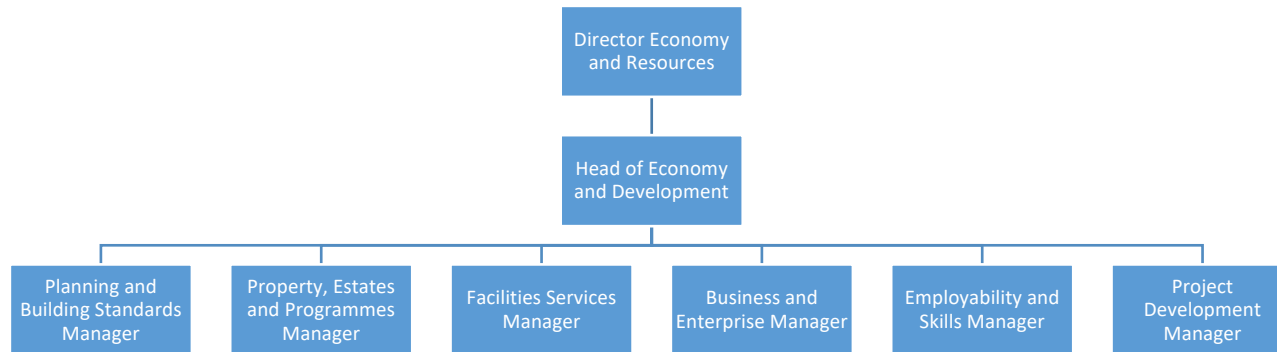 Director Economy
and Resources
Head of Economy
and Development
Planning and
Building Standards
Manager
Property, Estates
and Programmes
Manager
Facilities Services
Manager
Business and
Enterprise Manager
Employability and
Skills Manager
Project
Development
Manager